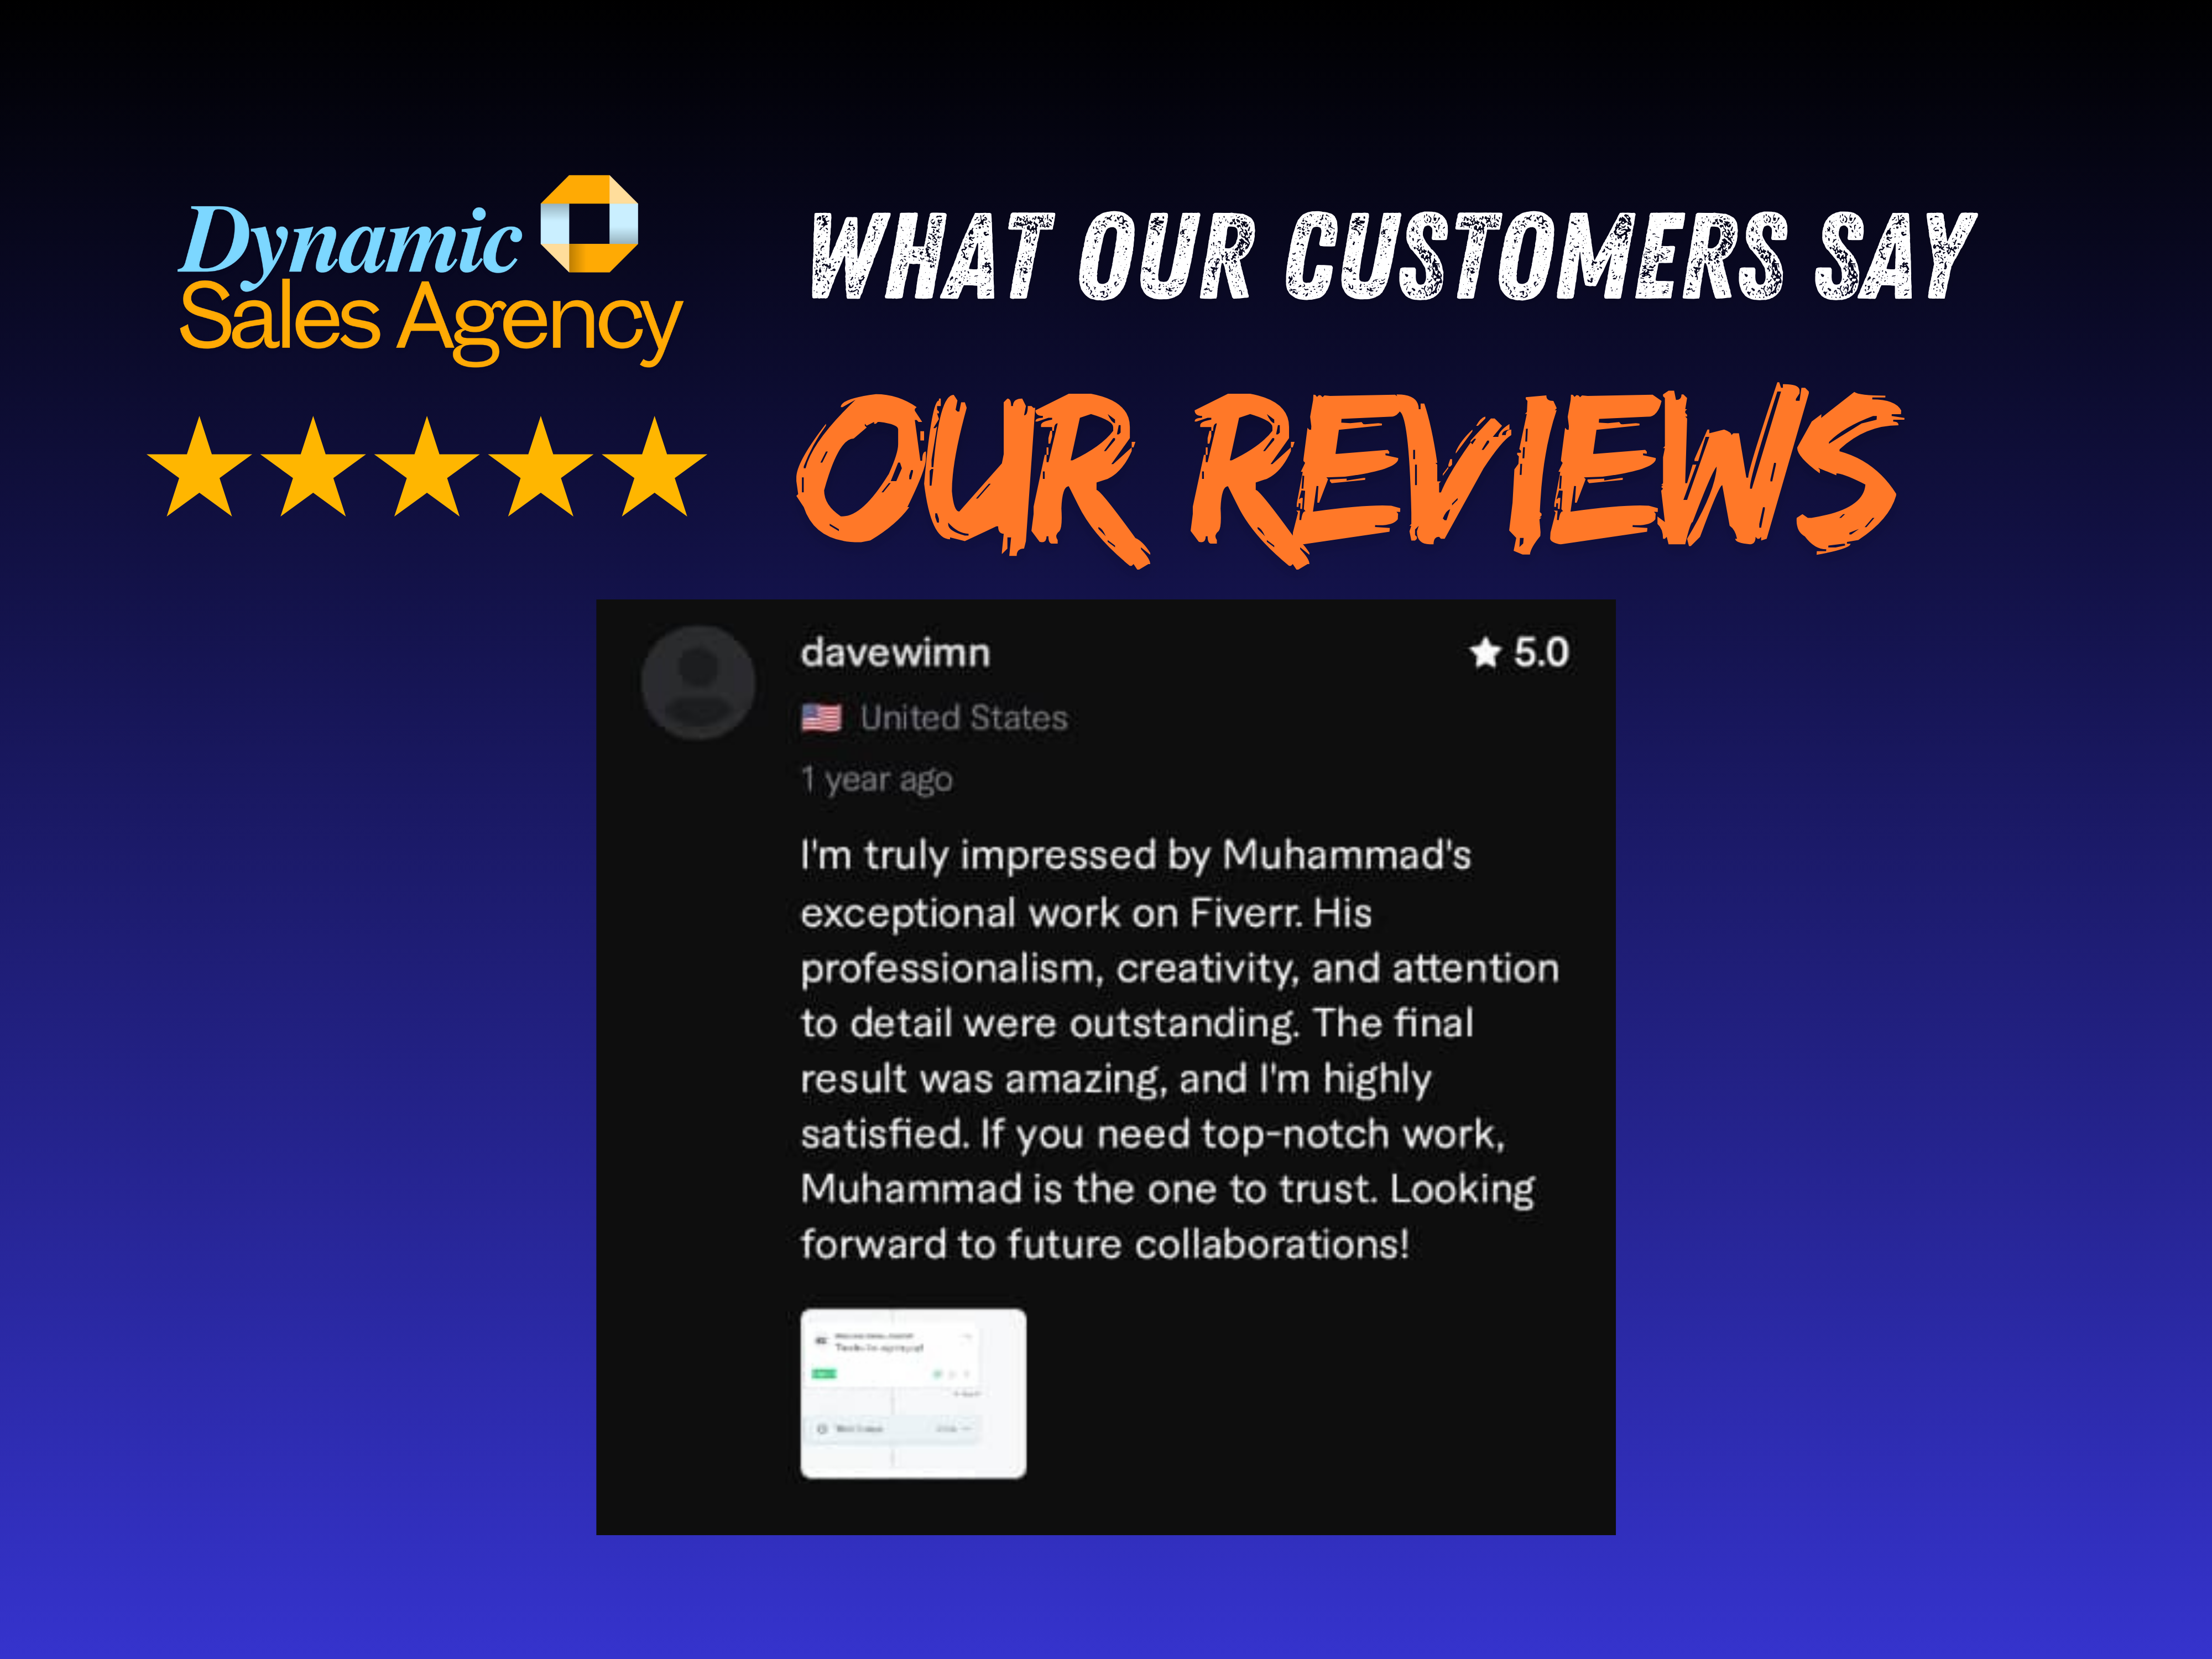 Dynamic
Sales Agency
WHAT OUR CUSTOMERS SAY
OUR REVIEWS
davewimn
5.0
United States
1 year ago
I'm truly impressed by Muhammad's
exceptional work on Fiverr. His
professionalism, creativity, and attention
to detail were outstanding. The final
result was amazing, and I'm highly
satisfied. If you need top-notch work,
Muhammad is the one to trust. Looking
forward to future collaborations!